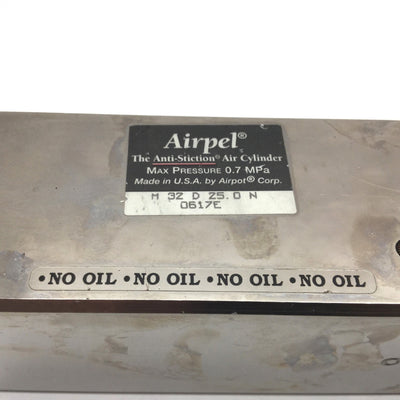 Airpel®
The Anti-Stiction® Air Cylinder
MAX PRESSURE 0.7 MPa
Made in U.S.A. by Airpot® Corp.
M 32 D 25.0 N
0617E
• NO OIL • NO OIL • NO OIL • NO OIL